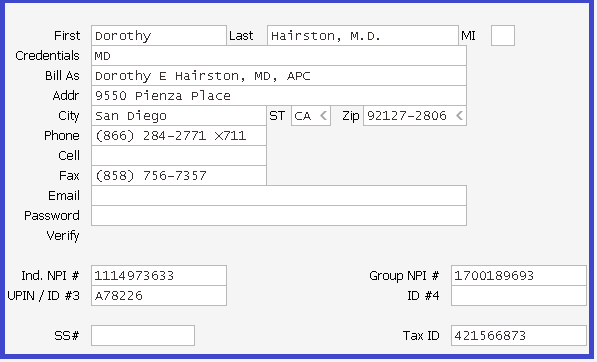 First Dorothy Last Hairston, M.D. MI
Credentials MD
Bill As Dorothy E Hairston, MD, APC
Addr 9550 Pienza Place
City San Diego ST CA < Zip 92127-2806 <
Phone (866) 284-2771 X711
Cell
Fax (858) 756-7357
Email
Password
Verify
Ind. NPI # 1114973633 Group NPI # 1700189693
UPIN / ID #3 A78226 ID #4
SS# Tax ID 421566873